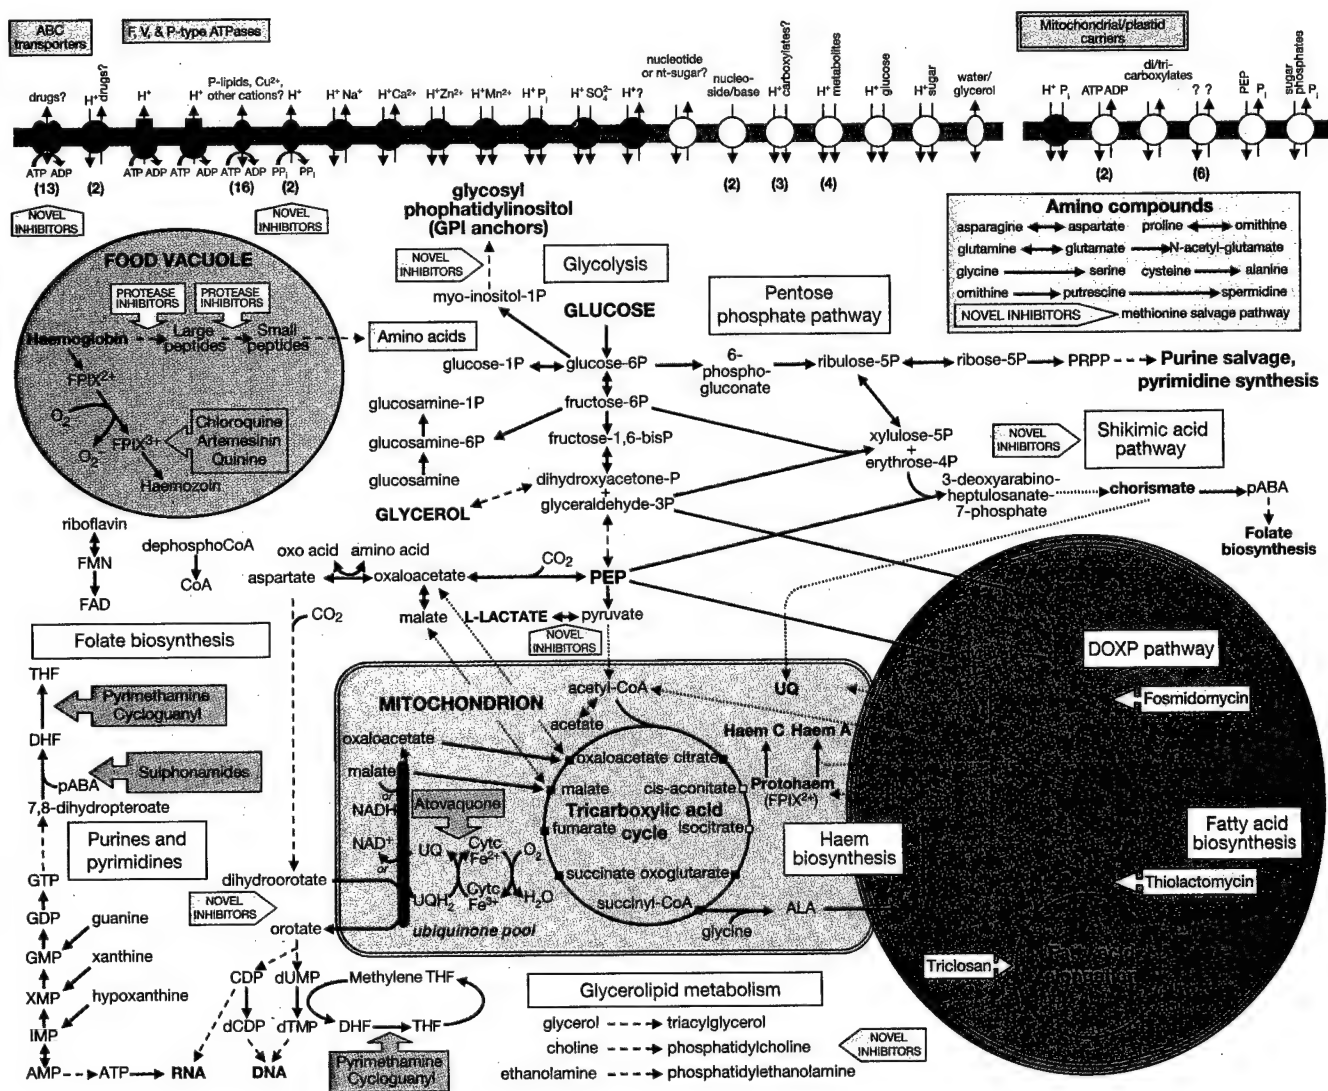 ABC
transporters
F, V, & P-type ATPases
Mitochondrial/plastid
carriers
drugs?
H⁺ drugs?
H⁺
H⁺
P-lipids, Cu²⁺,
other cations?
H⁺
H⁺ Na⁺
H⁺Ca²⁺
H⁺Zn²⁺
H⁺Mn²⁺
H⁺ Pi
H⁺ SO₄²⁻
H⁺?
nucleotide
or nt-sugar?
nucleo-
side/base
H⁺ carboxylates?
H⁺ metabolites
H⁺ glucose
H⁺ sugar
water/
glycerol
H⁺ Pi
ATP ADP
di/tri-
carboxylates
? ?
PEP Pi
sugar phosphates Pi
ATP ADP
ATP ADP
ATP ADP
ATP ADP
PPi PPi
(13)
(2)
(16)
(2)
(2)
(3)
(4)
(2)
(6)
NOVEL
INHIBITORS
NOVEL
INHIBITORS
FOOD VACUOLE
PROTEASE
INHIBITORS
PROTEASE
INHIBITORS
Haemoglobin
Large
peptides
Small
peptides
FPIX²⁺
O₂
O₂⁻
FPIX³⁺
Chloroquine
Artemesinin
Quinine
Haemozoin
Amino acids
glycosyl
phophatidylinositol
(GPI anchors)
NOVEL
INHIBITORS
myo-inositol-1P
Glycolysis
GLUCOSE
glucose-1P
glucose-6P
glucosamine-1P
fructose-6P
glucosamine-6P
fructose-1,6-bisP
glucosamine
dihydroxyacetone-P
+
glyceraldehyde-3P
GLYCEROL
Pentose
phosphate pathway
6-
phospho-
gluconate
ribulose-5P
ribose-5P
PRPP
Purine salvage,
pyrimidine synthesis
xylulose-5P
+
erythrose-4P
Amino compounds
asparagine aspartate proline ornithine
glutamine glutamate N-acetyl-glutamate
glycine serine cysteine alanine
ornithine putrescine spermidine
NOVEL INHIBITORS methionine salvage pathway
NOVEL
INHIBITORS
Shikimic acid
pathway
3-deoxyarabino-
heptulosanate-
7-phosphate
chorismate
pABA
Folate
biosynthesis
riboflavin
FMN
FAD
dephosphoCoA
CoA
oxo acid amino acid
aspartate
oxaloacetate
CO₂
PEP
CO₂
malate
L-LACTATE
pyruvate
NOVEL
INHIBITORS
Folate biosynthesis
THF
Pyrimethamine
Cycloguanyl
DHF
pABA
Sulphonamides
7,8-dihydropteroate
Purines and
pyrimidines
GTP
GDP
guanine
GMP
xanthine
XMP
hypoxanthine
IMP
AMP
ATP
RNA
DNA
dihydroorotate
NOVEL
INHIBITORS
orotate
CDP
dUMP
dCDP
dTMP
Methylene THF
DHF
THF
Pyrimethamine
Cycloguanyl
MITOCHONDRION
acetyl-CoA
acetate
UQ
Haem C
Haem A
oxaloacetate
oxaloacetate
citrate
malate
malate
cis-aconitate
Protohaem
(FPIX²⁺)
or
NADH
Atovaquone
Tricarboxylic acid
cycle
fumarate
isocitrate
NAD⁺
or
UQ
Cytc
Fe²⁺
O₂
UQH₂
Cytc
Fe³⁺
H₂O
succinate
oxoglutarate
succinyl-CoA
glycine
ALA
ubiquinone pool
Haem
biosynthesis
DOXP pathway
Fosmidomycin
Fatty acid
biosynthesis
Thiolactomycin
Triclosan
Glycerolipid metabolism
glycerol triacylglycerol
choline phosphatidylcholine
ethanolamine phosphatidylethanolamine
NOVEL
INHIBITORS